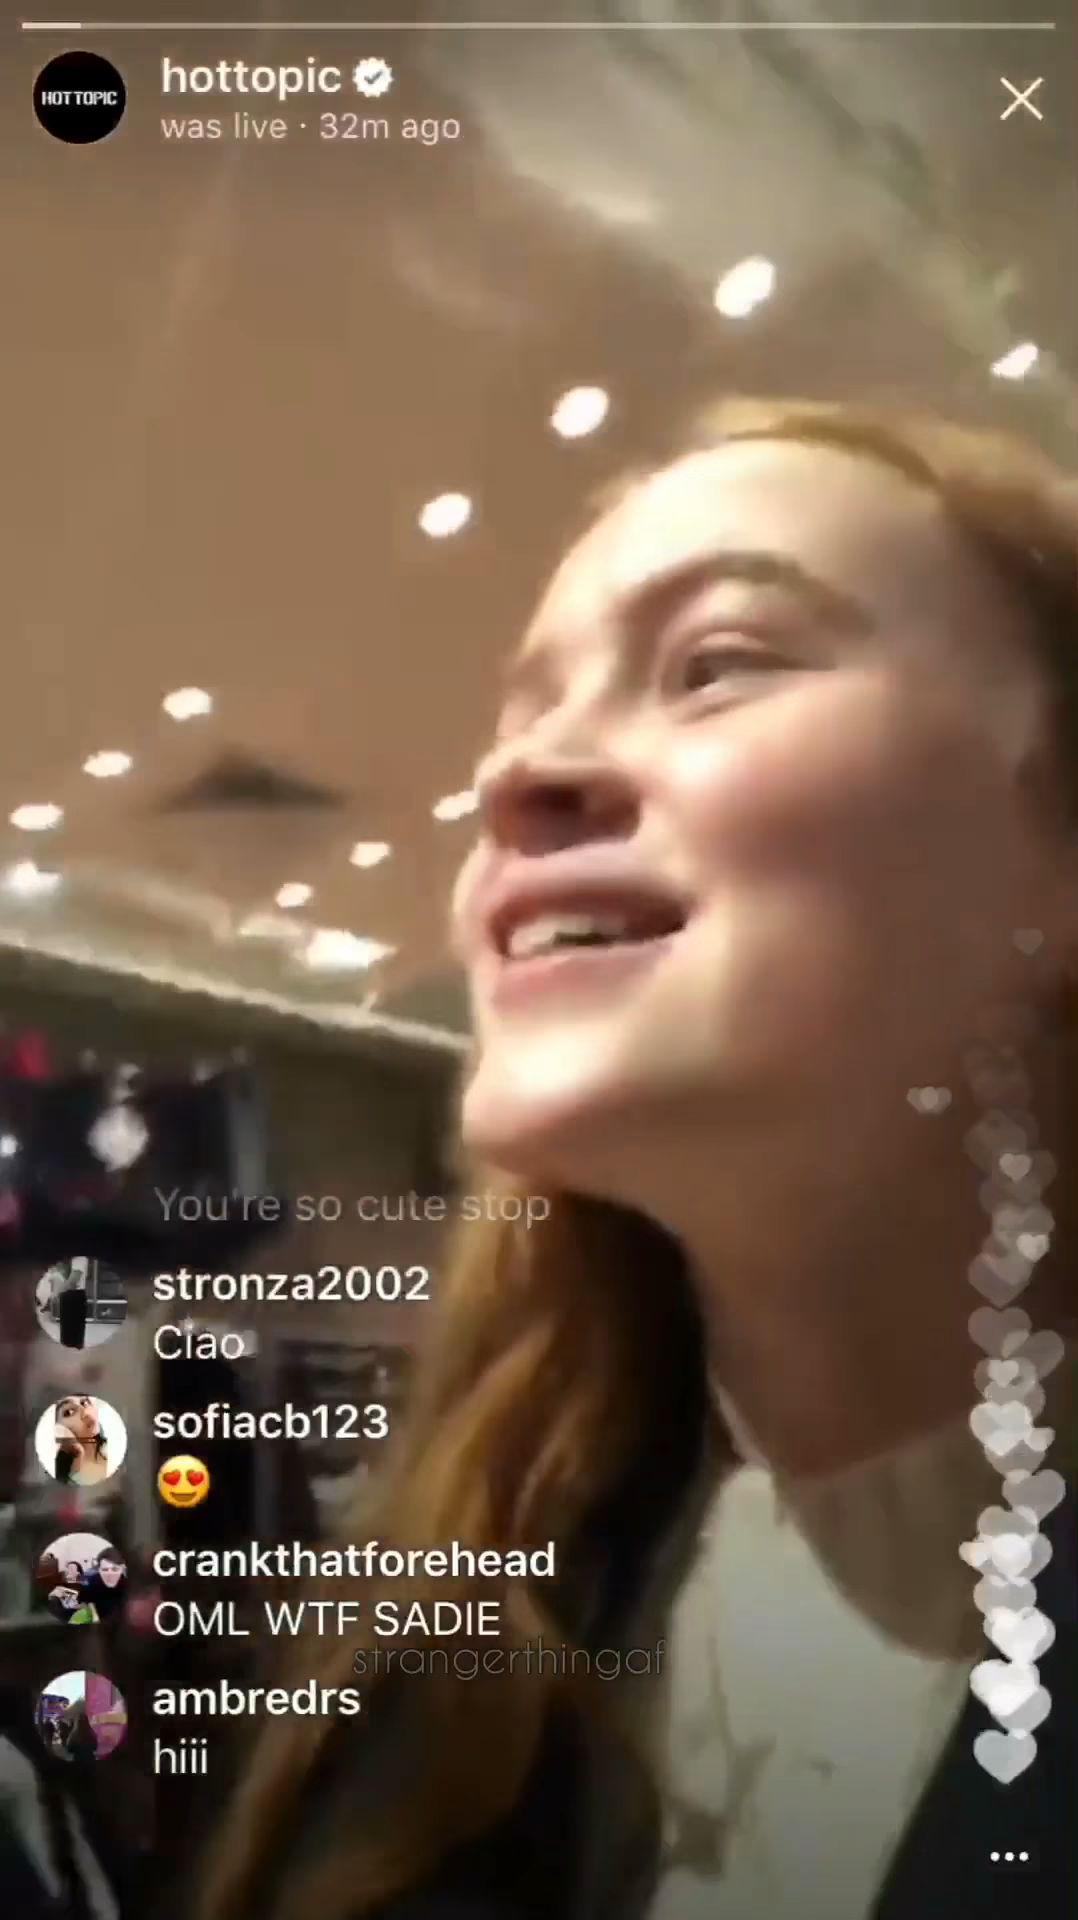 HOT TOPIC
hottopic
was live · 32m ago
You're so cute stop
stronza2002
Ciao
sofiacb123
😍
crankthatforehead
OML WTF SADIE
strangerthingaf
ambredrs
hiii